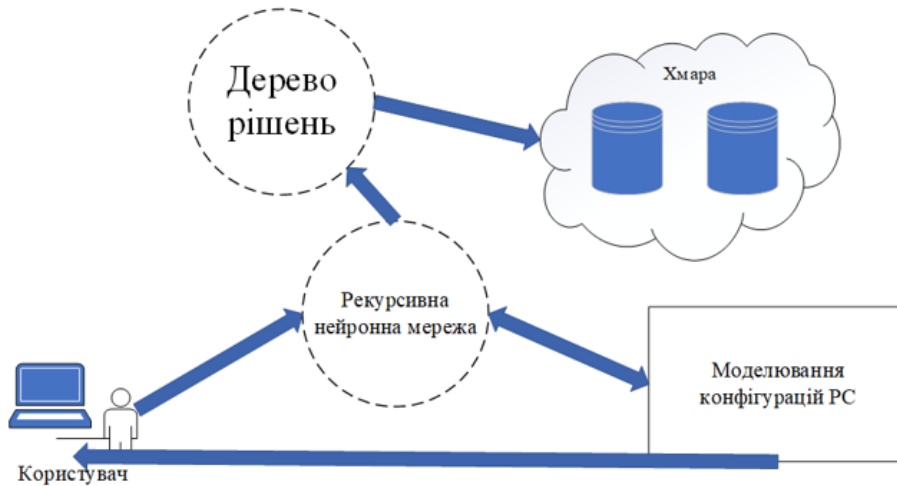 Дерево
рішень
Хмара
Рекурсивна
нейронна мережа
Моделювання
конфігурацій РС
Користувач